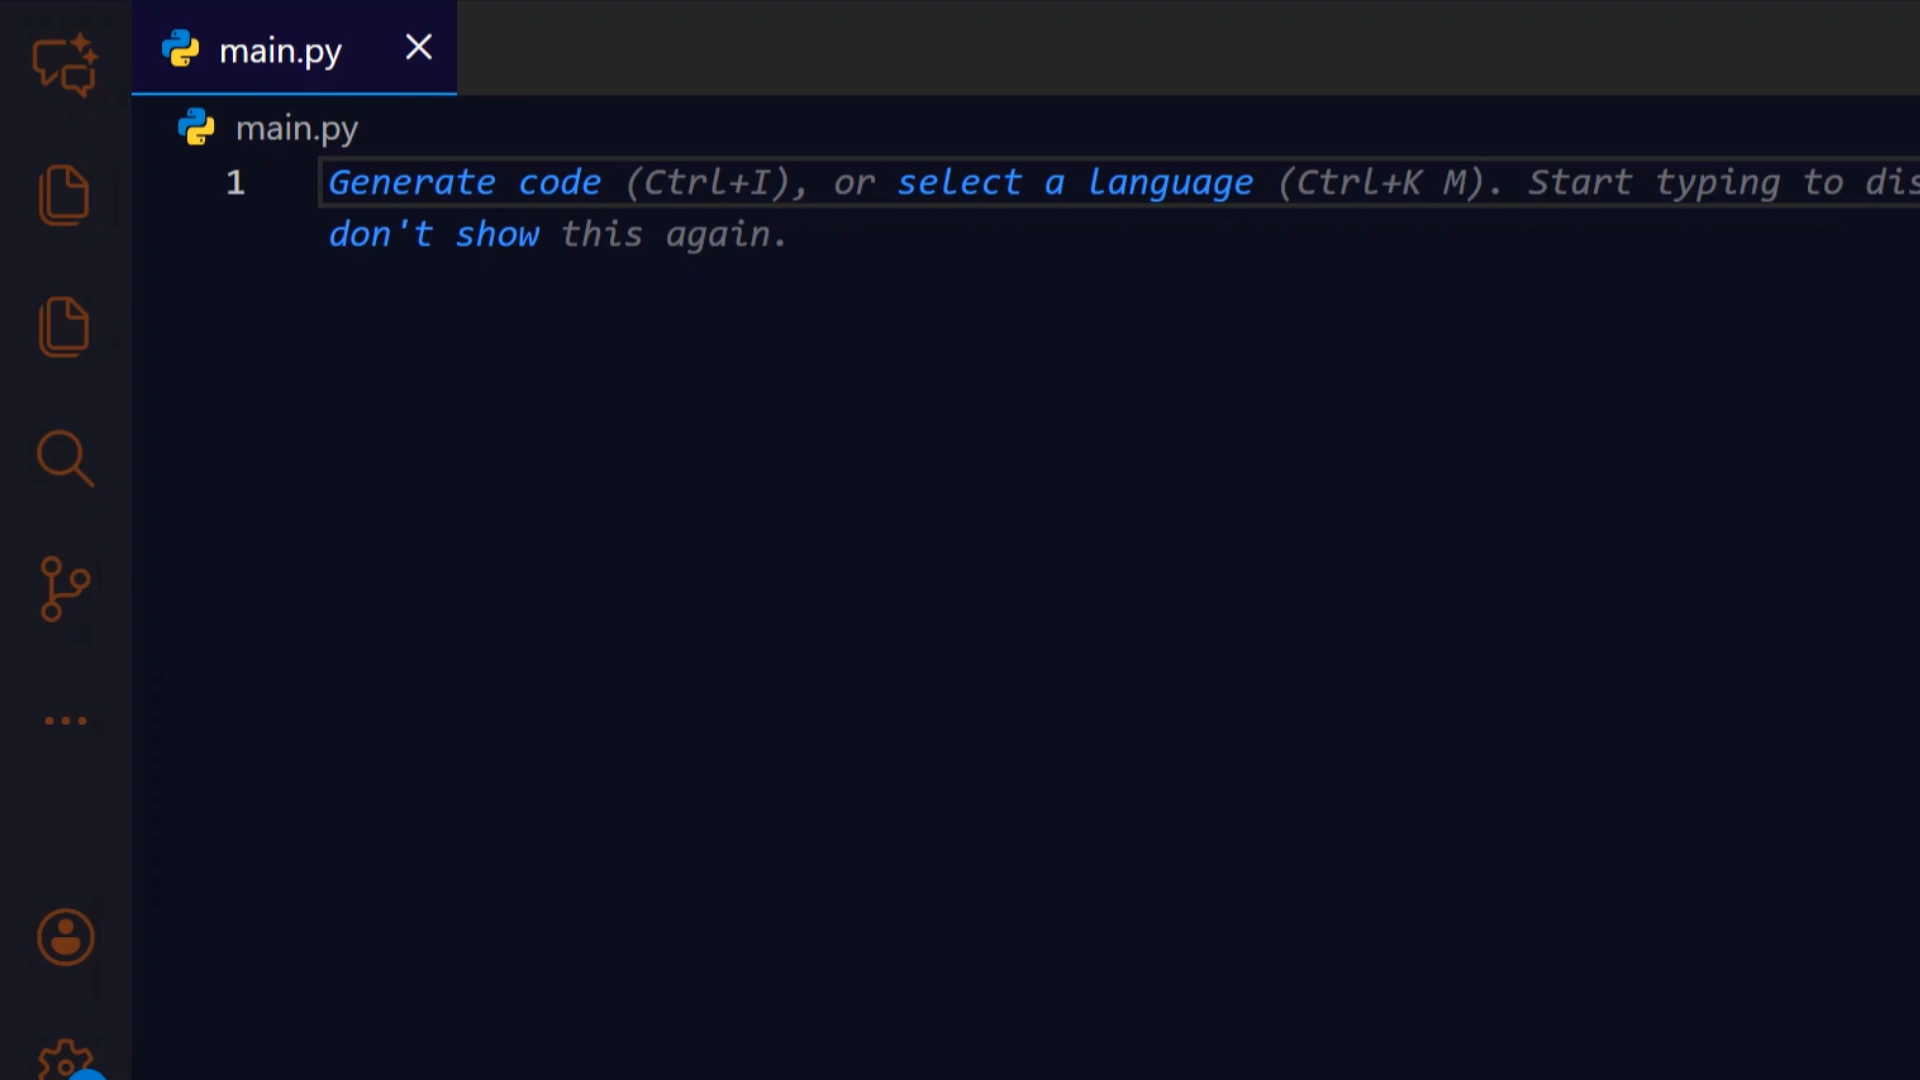 main.py
main.py
1 Generate code (Ctrl+I), or select a language (Ctrl+K M). Start typing to
don't show this again.